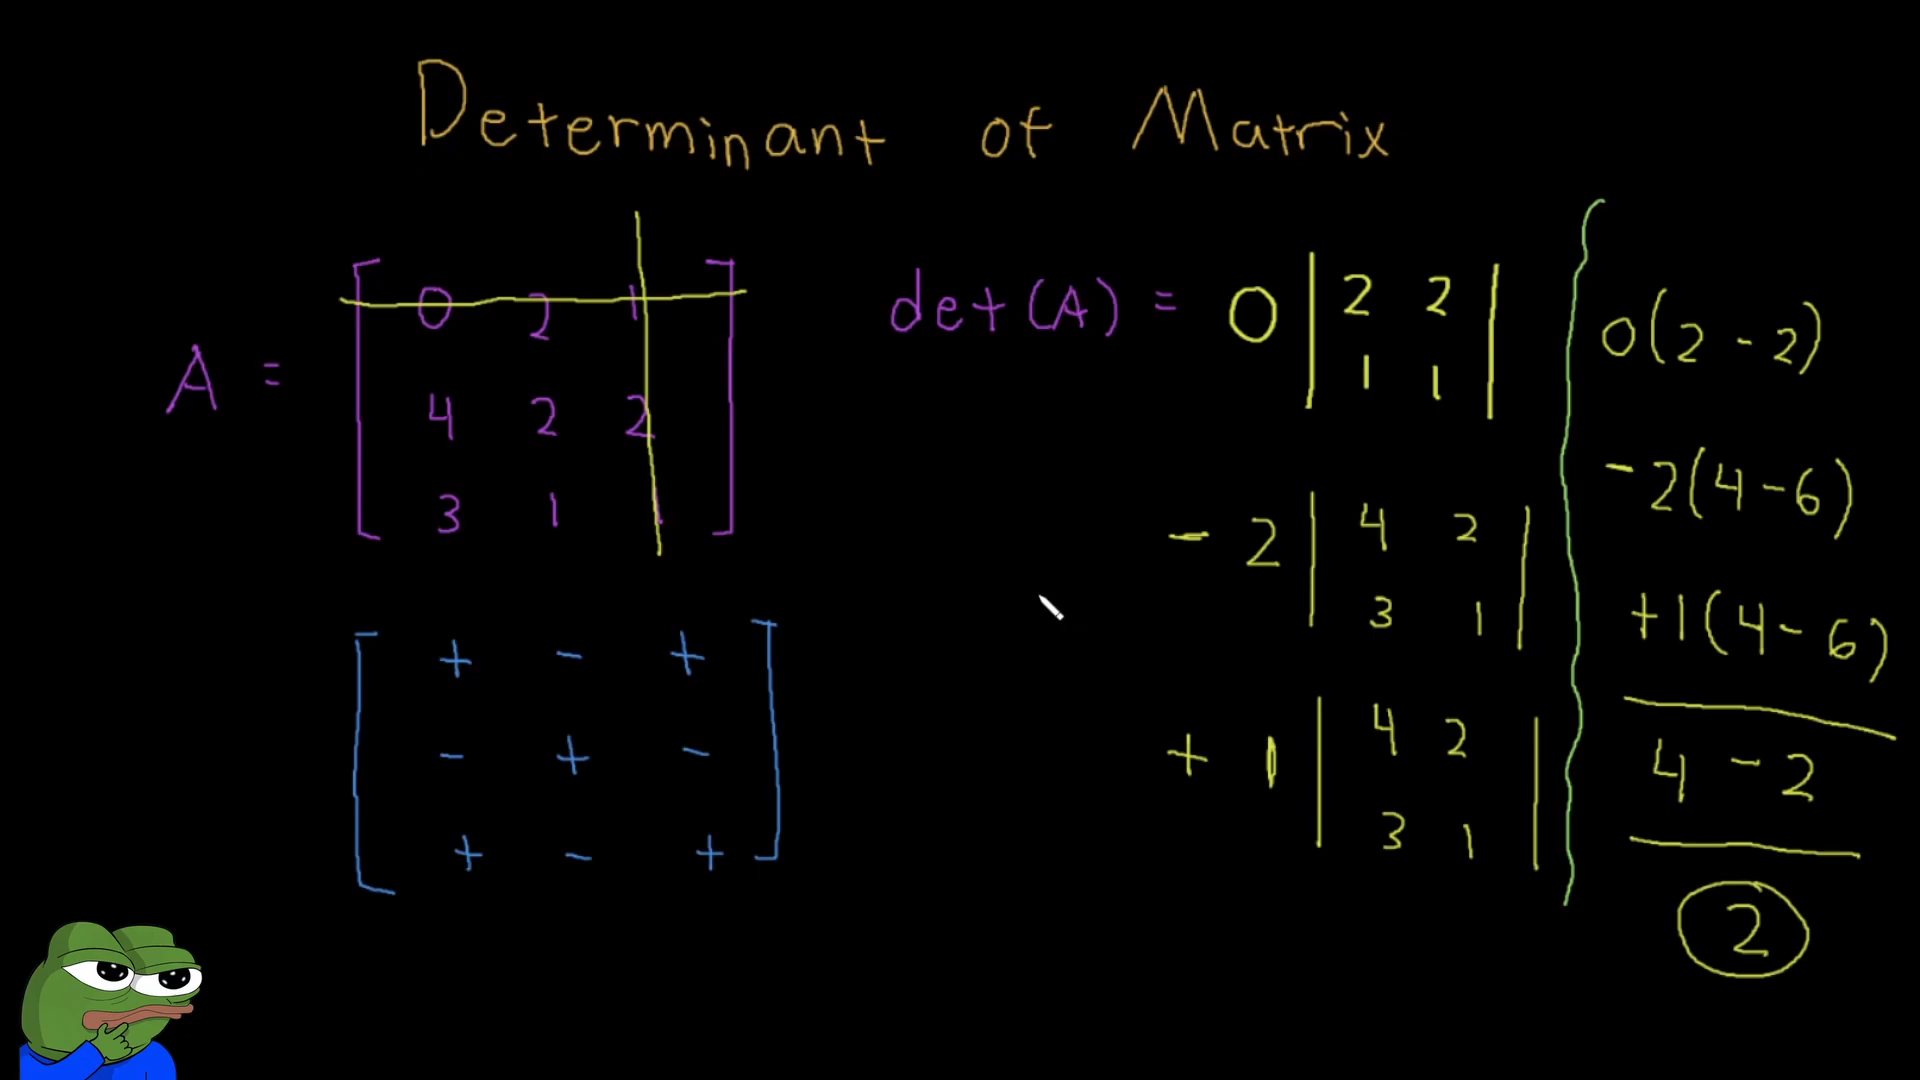 Determinant of Matrix
A = [ 0 2 1
4 2 2
3 1 ]
[ + - +
- + -
+ - + ]
det(A) = 0 | 2 2
1 1 |
- 2 | 4 2
3 1 |
+ 1 | 4 2
3 1 |
0(2 - 2)
-2(4 - 6)
+1(4 - 6)
4 - 2
2